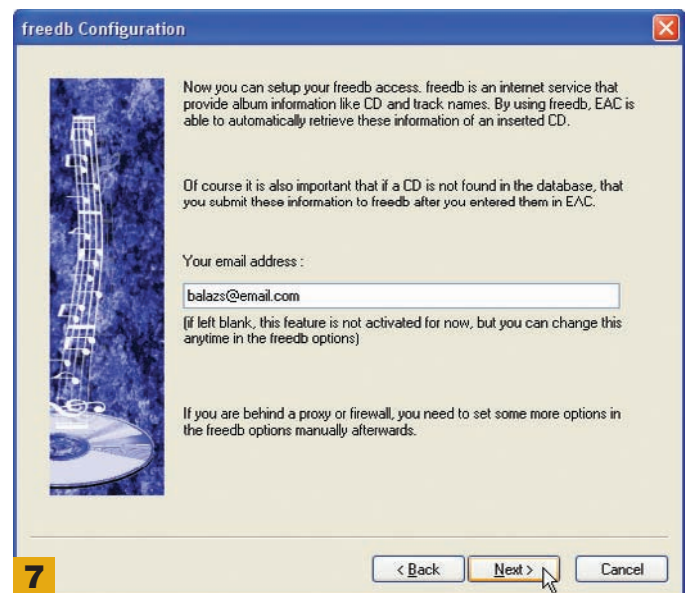 freedb Configuration
Now you can setup your freedb access. freedb is an internet service that
provide album information like CD and track names. By using freedb, EAC is
able to automatically retrieve these information of an inserted CD.
Of course it is also important that if a CD is not found in the database, that
you submit these information to freedb after you entered them in EAC.
Your email address :
balazs@email.com
(if left blank, this feature is not activated for now, but you can change this
anytime in the freedb options)
If you are behind a proxy or firewall, you need to set some more options in
the freedb options manually afterwards.
7
< Back
Next >
Cancel